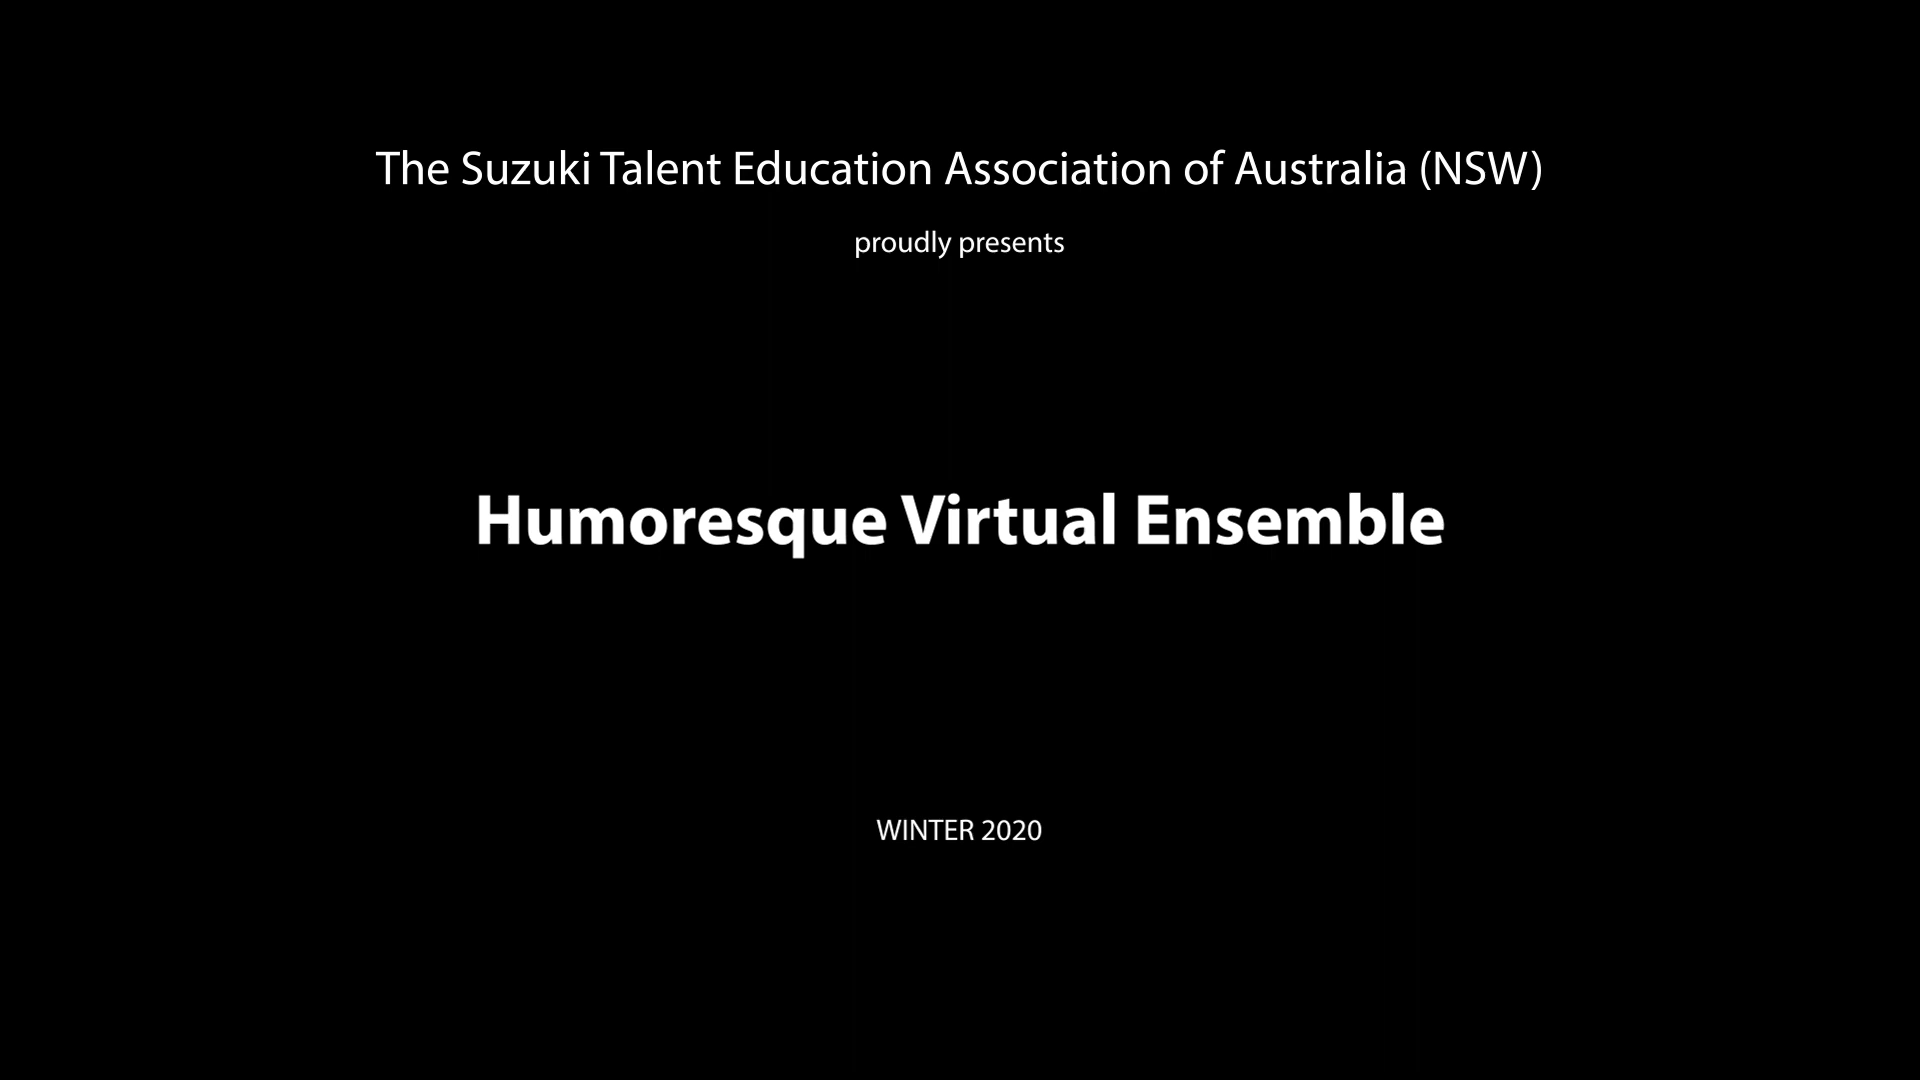 The Suzuki Talent Education Association of Australia (NSW)
proudly presents
Humoresque Virtual Ensemble
WINTER 2020